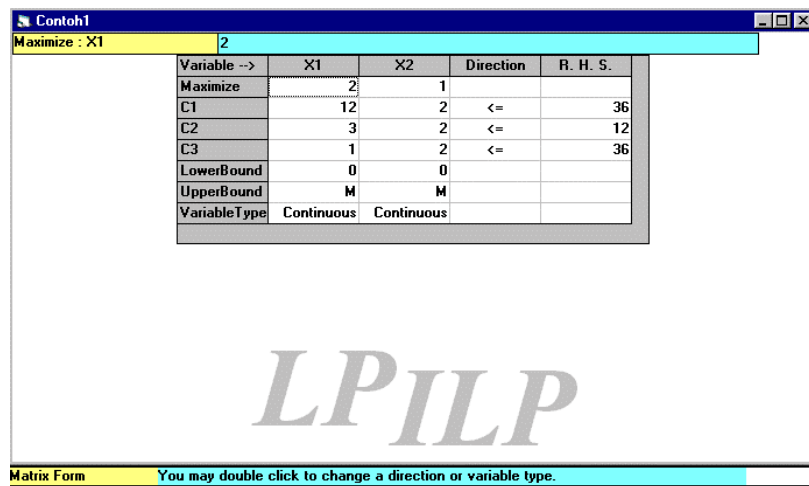 Contoh1
Maximize : X1 2
Variable --> X1 X2 Direction R. H. S.
Maximize 2 1
C1 12 2 <= 36
C2 3 2 <= 12
C3 1 2 <= 36
LowerBound 0 0
UpperBound M M
VariableType Continuous Continuous
LPILP
Matrix Form You may double click to change a direction or variable type.